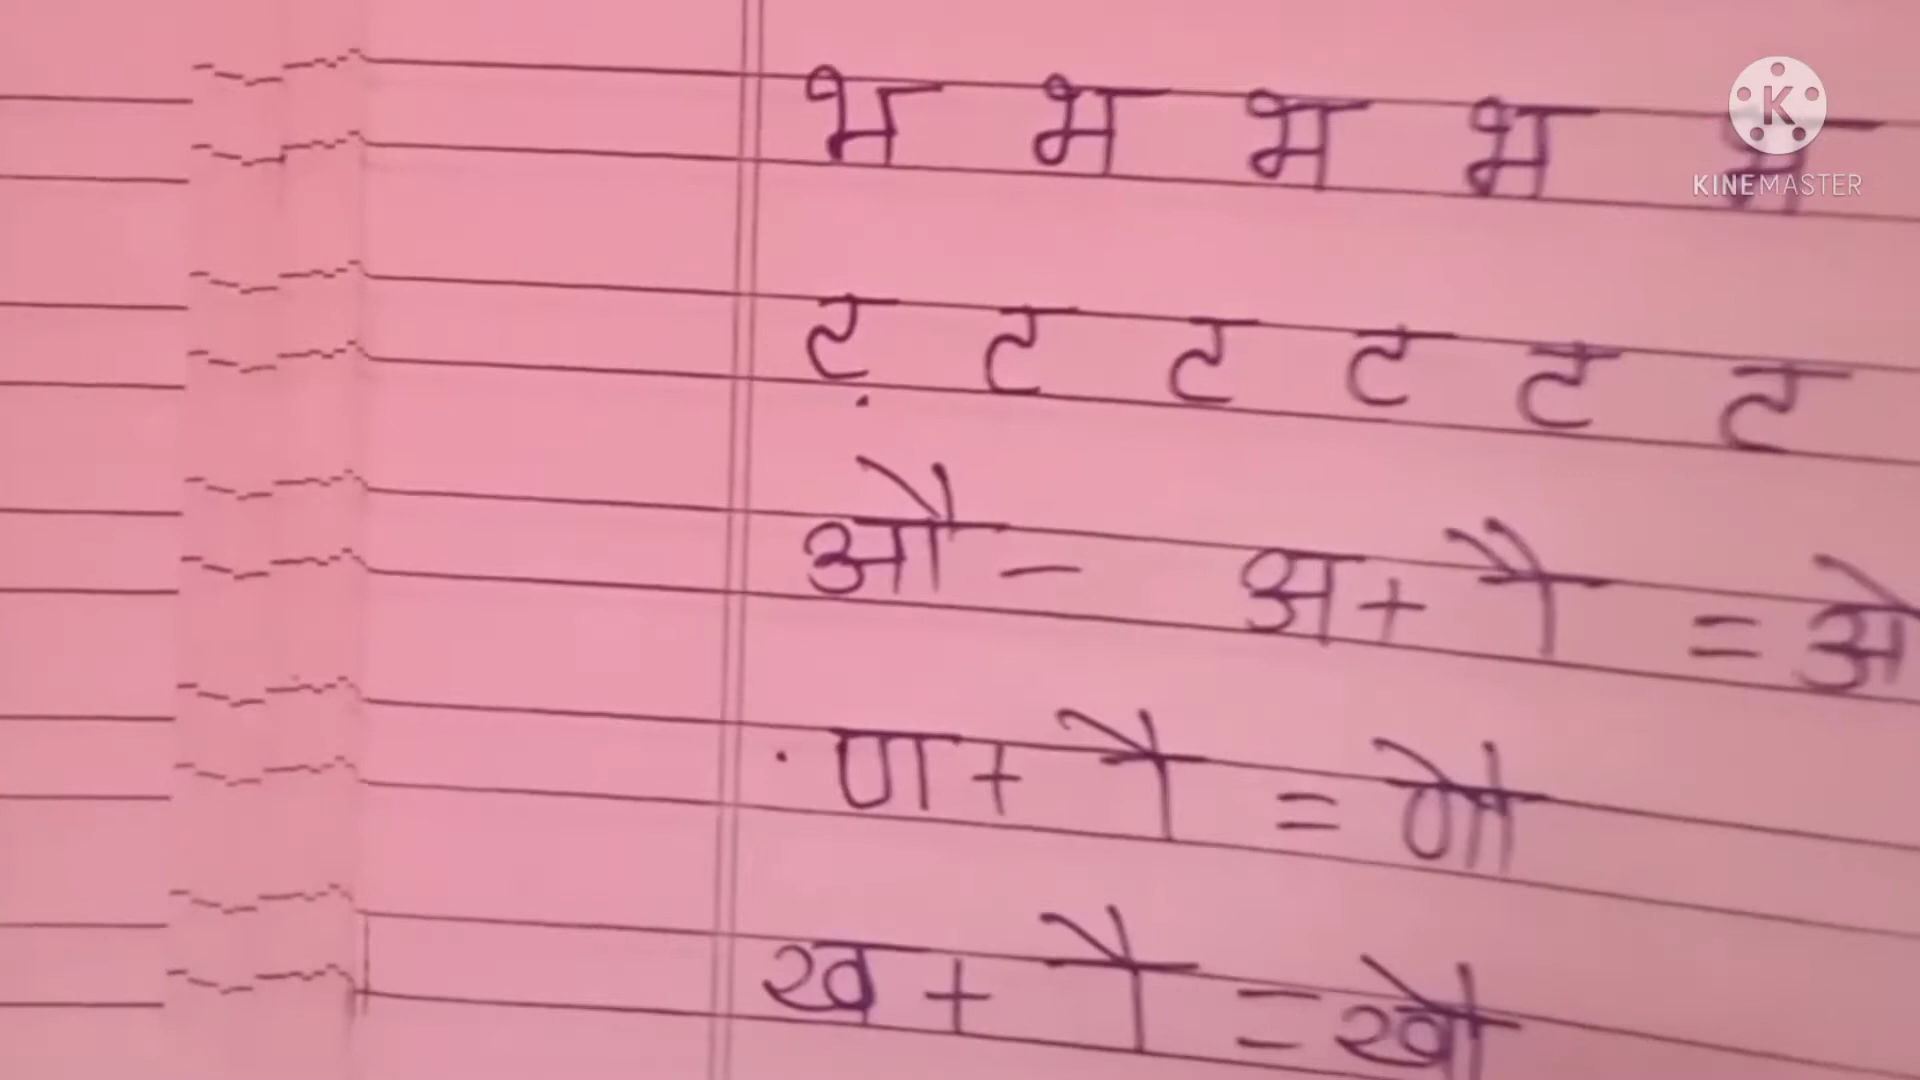 भ भ भ भ भ
KINEMASTER
ट ट ट ट ट ट
औ - अ + ौ =
ण + ौ = णौ
ख + ौ = खौ